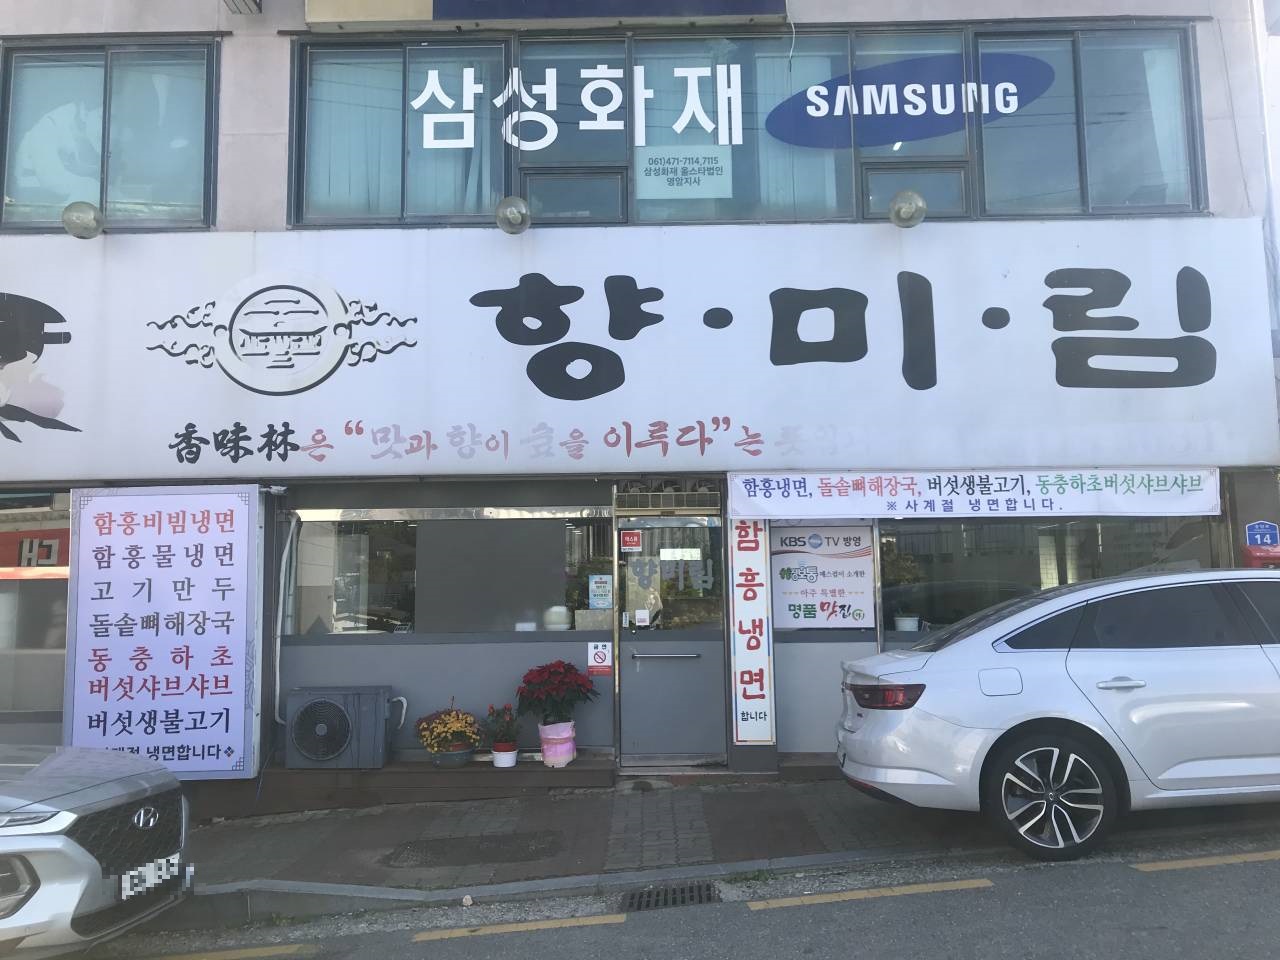 삼성화재 SAMSUNG
061)471-7114,7115
삼성화재 올스타법인
영암지사
향·미·림
香味林은 "맛과 향이 숲을 이루다"는
함흥냉면, 돌솥뼈해장국, 버섯생불고기, 동충하초버섯샤브샤브
※ 사계절 냉면합니다.
함흥비빔냉면
함흥물냉면
고기만두
돌솥뼈해장국
동충하초
버섯샤브샤브
버섯생불고기
냉면합니다
향미림
금연
함흥냉면
합니다
KBS TV 방영
아주 특별한
명품 맛집
14